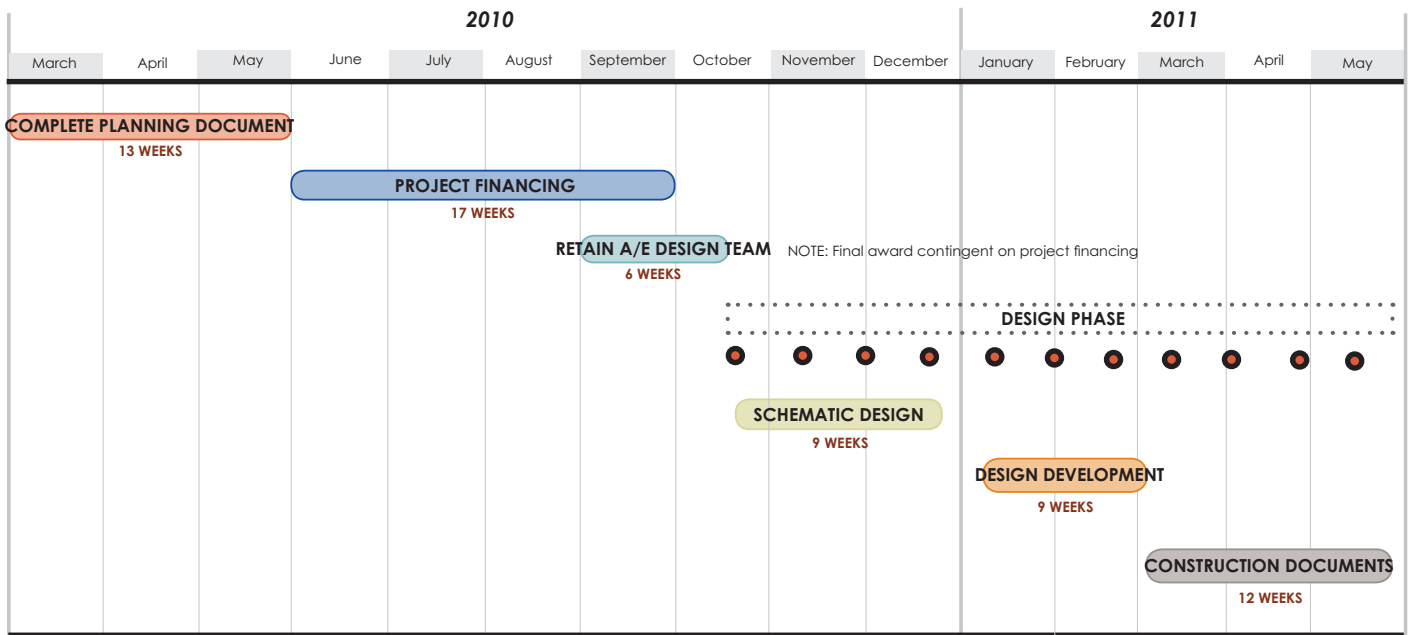 2010 2011
March April May June July August September October November December January February March April May
COMPLETE PLANNING DOCUMENT
13 WEEKS
PROJECT FINANCING
17 WEEKS
RETAIN A/E DESIGN TEAM NOTE: Final award contingent on project financing
6 WEEKS
DESIGN PHASE
SCHEMATIC DESIGN
9 WEEKS
DESIGN DEVELOPMENT
9 WEEKS
CONSTRUCTION DOCUMENTS
12 WEEKS